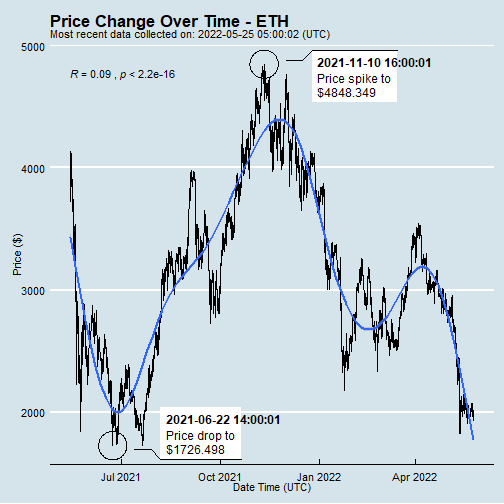 Price Change Over Time - ETH
Most recent data collected on: 2022-05-25 05:00:02 (UTC)
5000
R = 0.09 , p < 2.2e-16
2021-11-10 16:00:01
Price spike to
$4848.349
4000
3000
2000
Price ($)
2021-06-22 14:00:01
Price drop to
$1726.498
Jul 2021
Oct 2021
Jan 2022
Apr 2022
Date Time (UTC)